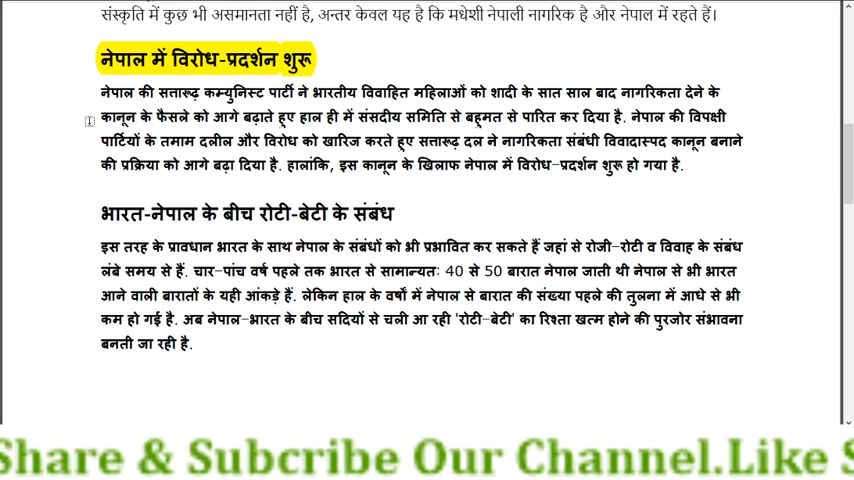 संस्कृति में कुछ भी असमानता नहीं है, अन्तर केवल यह है कि मधेशी नेपाली नागरिक है और नेपाल में रहते हैं।
नेपाल में विरोध-प्रदर्शन शुरू
नेपाल की सत्तारूढ़ कम्युनिस्ट पार्टी ने भारतीय विवाहित महिलाओं को शादी के सात साल बाद नागरिकता देने के
कानून के फैसले को आगे बढ़ाते हुए हाल ही में संसदीय समिति से बहुमत से पारित कर दिया है. नेपाल की विपक्षी
पार्टियों के तमाम दलील और विरोध को खारिज करते हुए सत्तारूढ़ दल ने नागरिकता संबंधी विवादास्पद कानून बनाने
की प्रक्रिया को आगे बढ़ा दिया है. हालांकि, इस कानून के खिलाफ नेपाल में विरोध-प्रदर्शन शुरू हो गया है.
भारत-नेपाल के बीच रोटी-बेटी के संबंध
इस तरह के प्रावधान भारत के साथ नेपाल के संबंधों को भी प्रभावित कर सकते हैं जहां से रोजी-रोटी व विवाह के संबंध
लंबे समय से हैं. चार-पांच वर्ष पहले तक भारत से सामान्यतः 40 से 50 बारात नेपाल जाती थी नेपाल से भी भारत
आने वाली बारातों के यही आंकड़े हैं. लेकिन हाल के वर्षों में नेपाल से बारात की संख्या पहले की तुलना में आधे से भी
कम हो गई है. अब नेपाल-भारत के बीच सदियों से चली आ रही 'रोटी-बेटी' का रिश्ता खत्म होने की पुरजोर संभावना
बनती जा रही है.
Share & Subcribe Our Channel.Like S